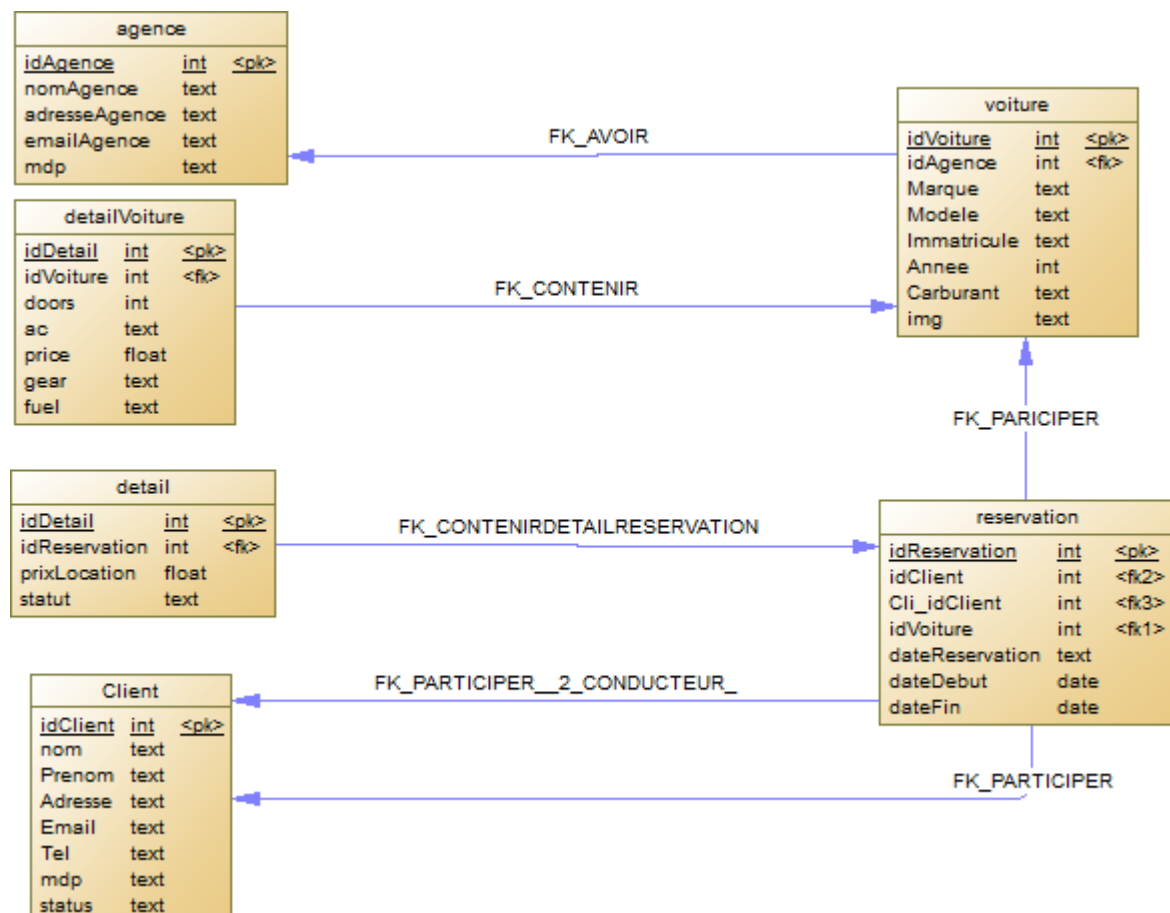 agence
idAgence int <pk>
nomAgence text
adresseAgence text
emailAgence text
mdp text
FK_AVOIR
voiture
idVoiture int <pk>
idAgence int <fk>
Marque text
Modele text
Immatricule text
Annee int
Carburant text
img text
detailVoiture
idDetail int <pk>
idVoiture int <fk>
doors int
ac text
price float
gear text
fuel text
FK_CONTENIR
FK_PARICIPER
detail
idDetail int <pk>
idReservation int <fk>
prixLocation float
statut text
FK_CONTENIRDETAILRESERVATION
reservation
idReservation int <pk>
idClient int <fk2>
Cli_idClient int <fk3>
idVoiture int <fk1>
dateReservation text
dateDebut date
dateFin date
FK_PARTICIPER__2_CONDUCTEUR_
FK_PARTICIPER
Client
idClient int <pk>
nom text
Prenom text
Adresse text
Email text
Tel text
mdp text
status text